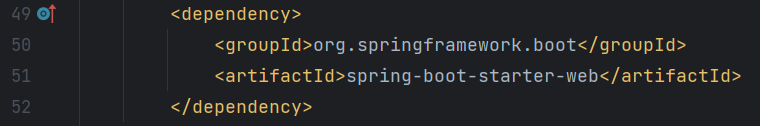 49 <dependency>
50 <groupId>org.springframework.boot</groupId>
51 <artifactId>spring-boot-starter-web</artifactId>
52 </dependency>